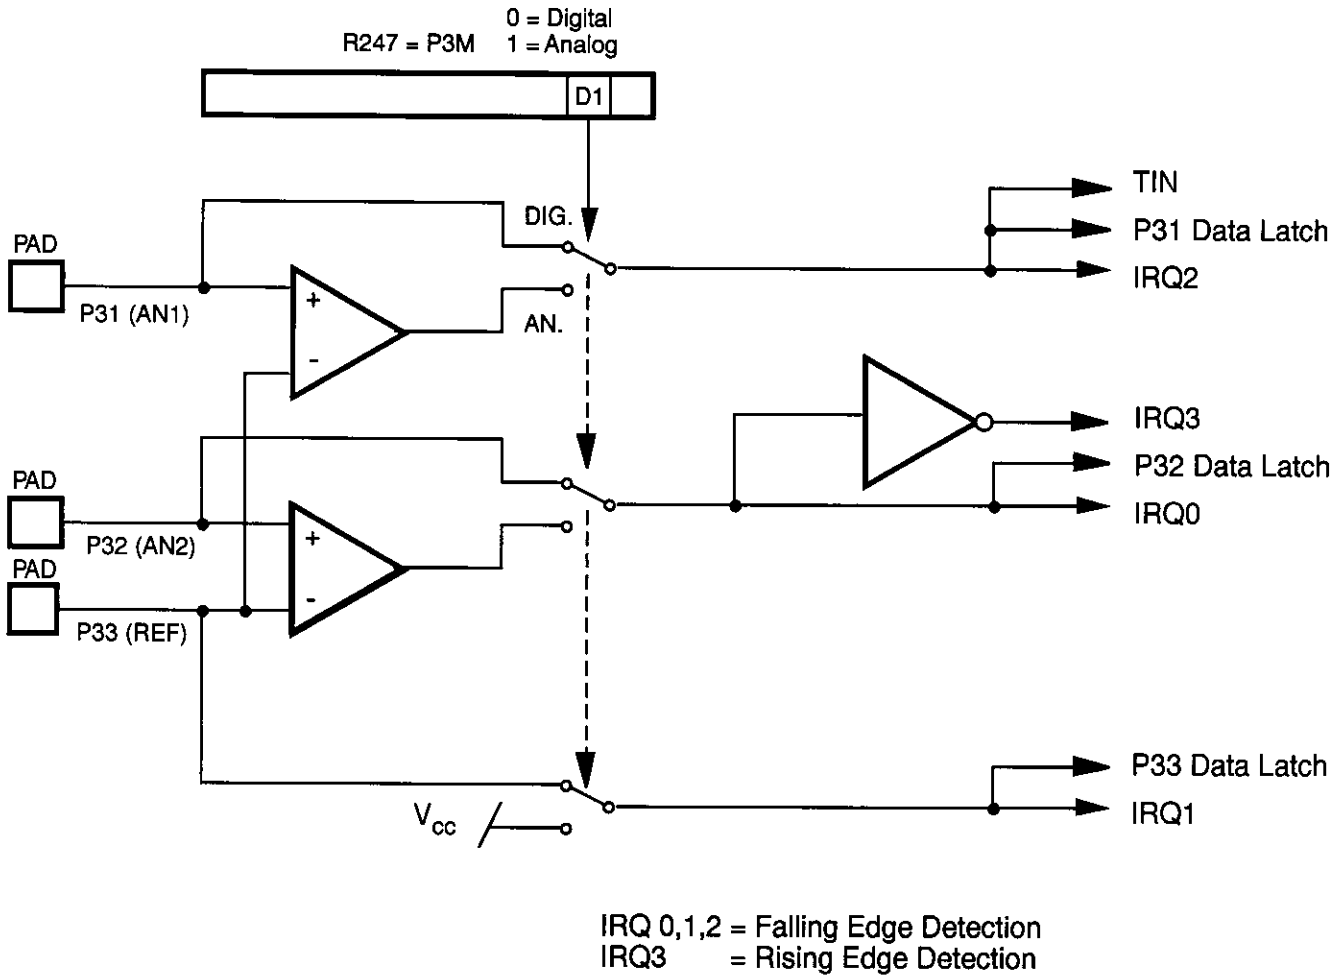 0 = Digital
R247 = P3M 1 = Analog
D1
TIN
DIG.
P31 Data Latch
PAD
IRQ2
+
P31 (AN1)
AN.
-
IRQ3
P32 Data Latch
PAD
IRQ0
+
P32 (AN2)
PAD
-
P33 (REF)
P33 Data Latch
VCC
IRQ1
IRQ 0,1,2 = Falling Edge Detection
IRQ3 = Rising Edge Detection